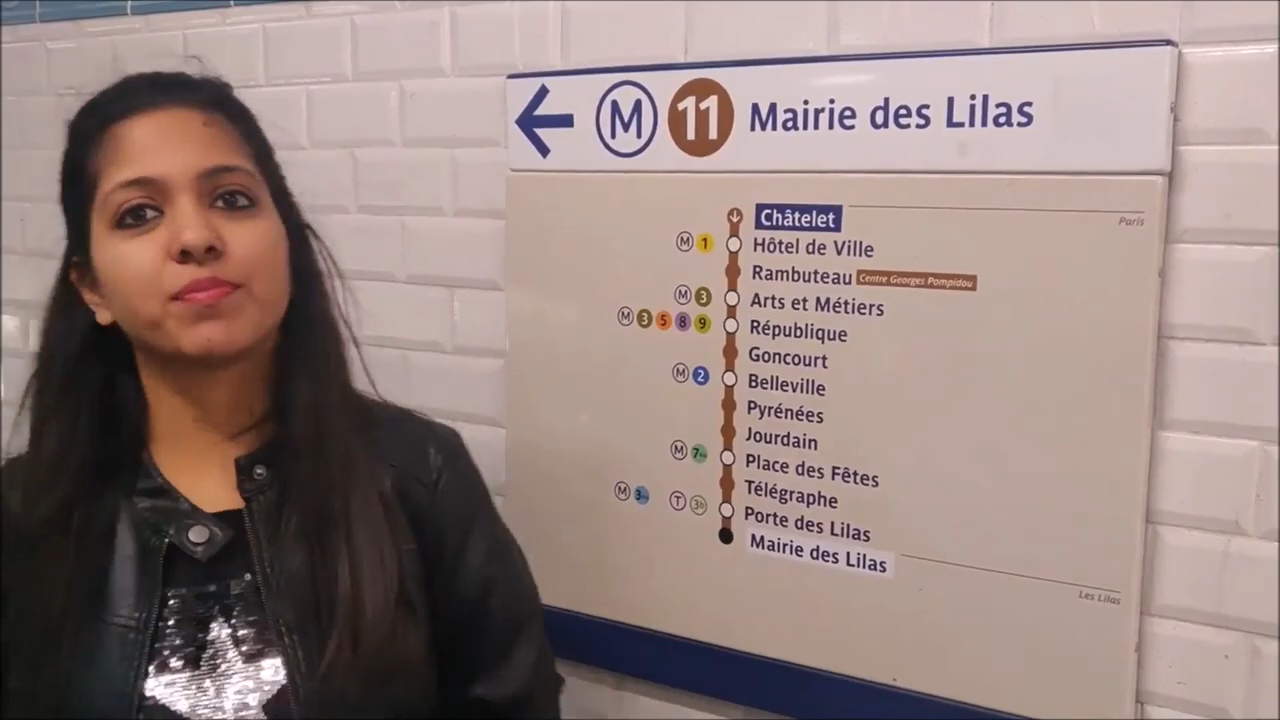 ← M 11 Mairie des Lilas
Châtelet
Paris
M 1 Hôtel de Ville
Rambuteau Centre Georges Pompidou
M 3 Arts et Métiers
M 3 5 8 9 République
Goncourt
M 2 Belleville
Pyrénées
Jourdain
M 7bis Place des Fêtes
Télégraphe
M 3bis T 3b Porte des Lilas
Mairie des Lilas
Les Lilas